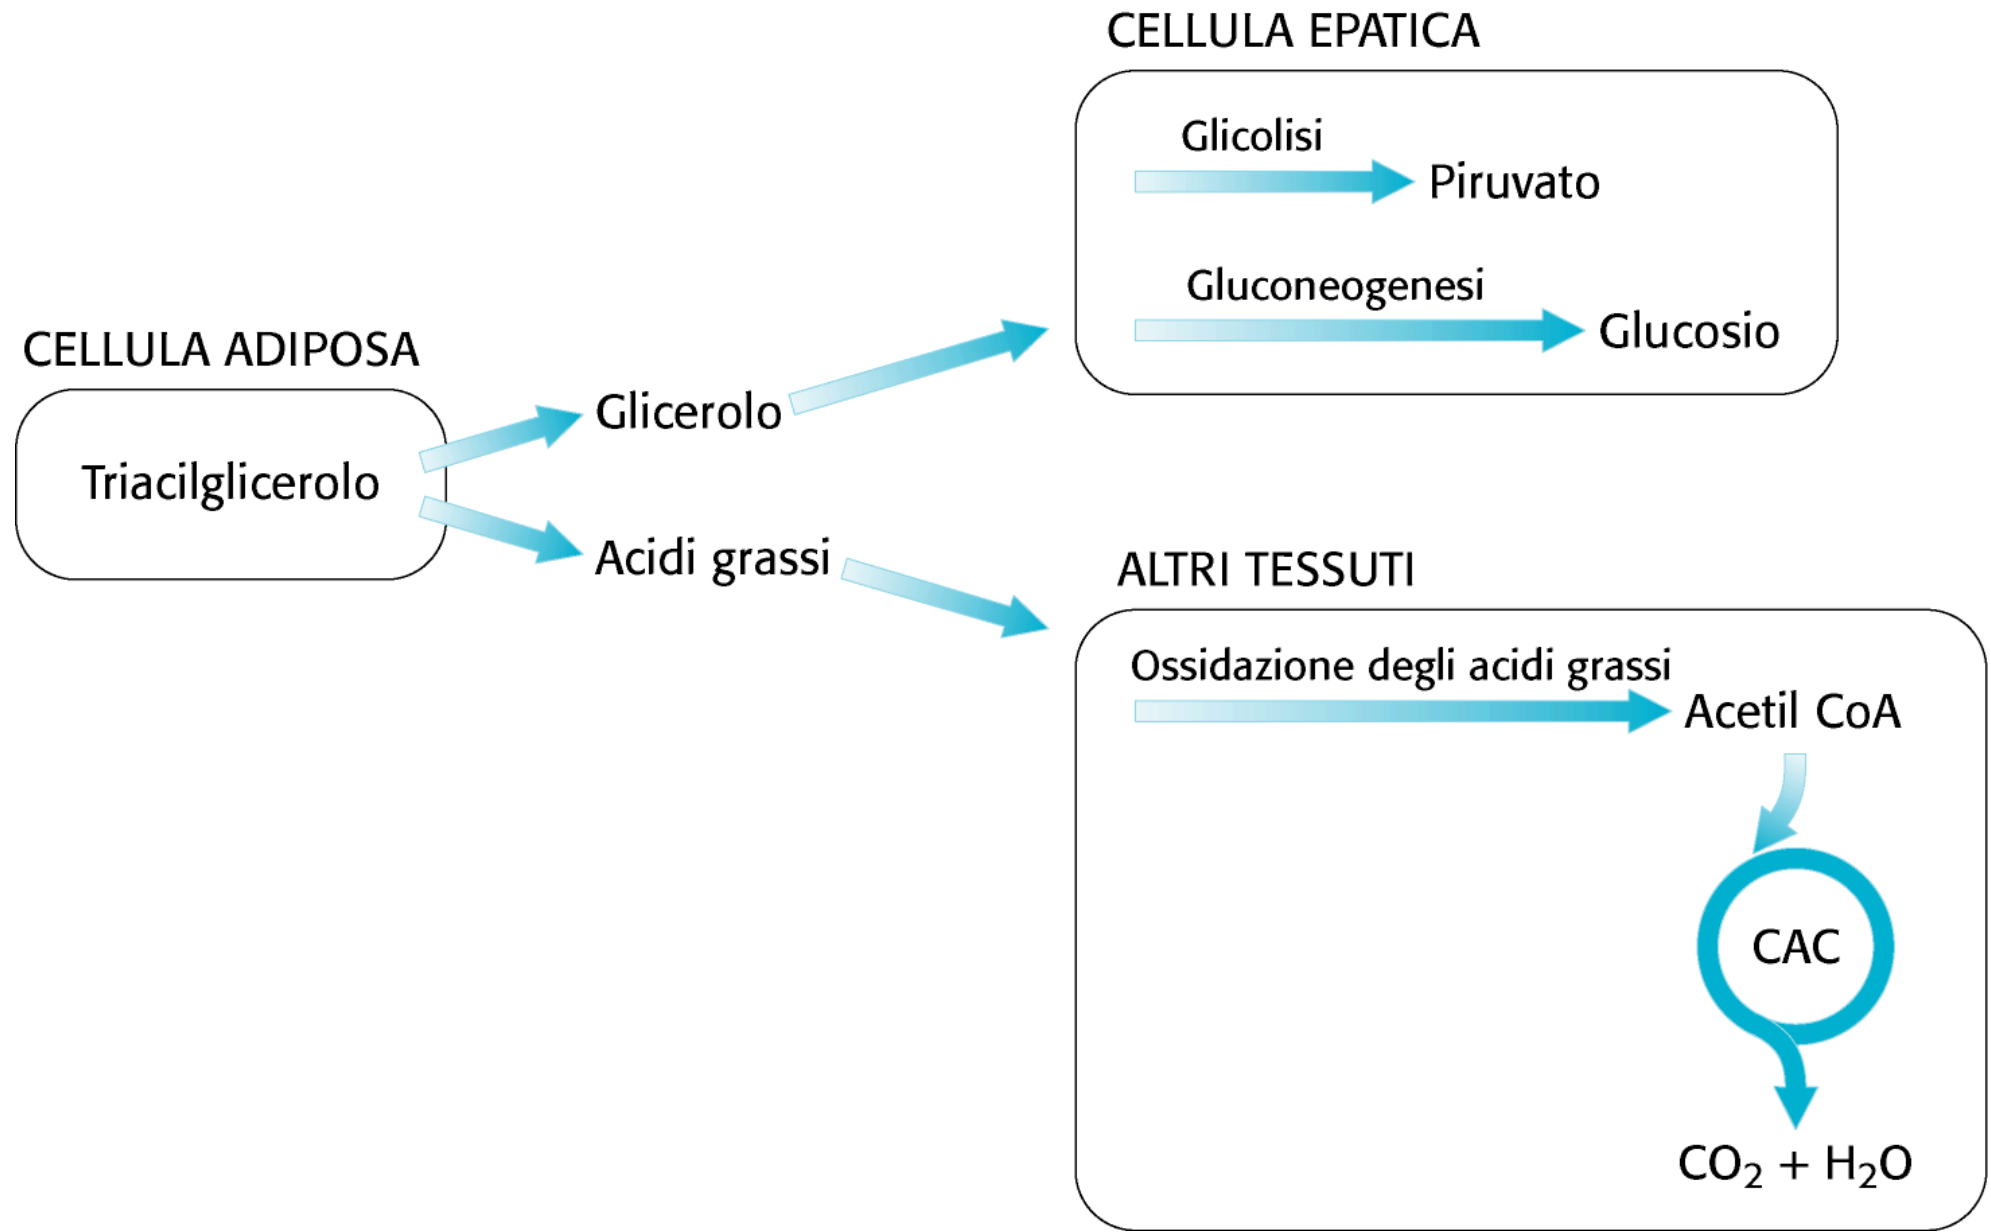 CELLULA EPATICA
Glicolisi
Piruvato
Gluconeogenesi
Glucosio
CELLULA ADIPOSA
Triacilglicerolo
Glicerolo
Acidi grassi
ALTRI TESSUTI
Ossidazione degli acidi grassi
Acetil CoA
CAC
CO₂ + H₂O